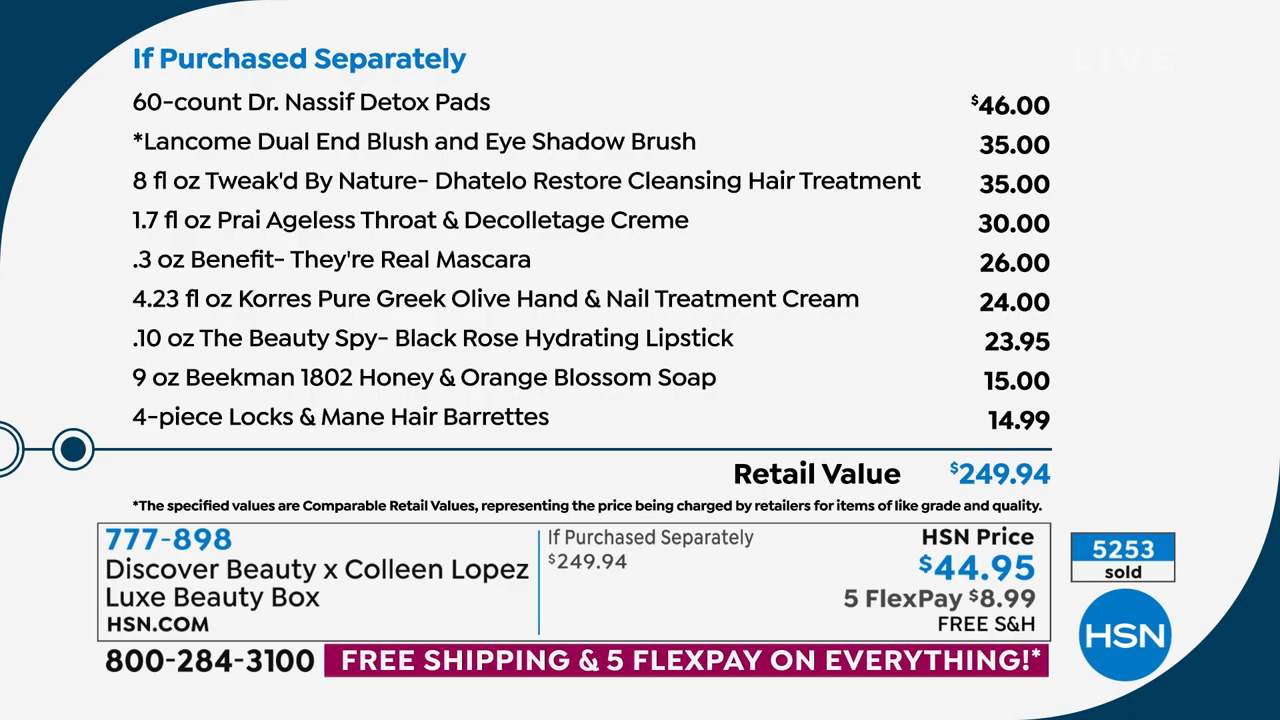 If Purchased Separately
LIVE
60-count Dr. Nassif Detox Pads $46.00
*Lancome Dual End Blush and Eye Shadow Brush 35.00
8 fl oz Tweak'd By Nature- Dhatelo Restore Cleansing Hair Treatment 35.00
1.7 fl oz Prai Ageless Throat & Decolletage Creme 30.00
.3 oz Benefit- They're Real Mascara 26.00
4.23 fl oz Korres Pure Greek Olive Hand & Nail Treatment Cream 24.00
.10 oz The Beauty Spy- Black Rose Hydrating Lipstick 23.95
9 oz Beekman 1802 Honey & Orange Blossom Soap 15.00
4-piece Locks & Mane Hair Barrettes 14.99
Retail Value $249.94
*The specified values are Comparable Retail Values, representing the price being charged by retailers for items of like grade and quality.
777-898
Discover Beauty x Colleen Lopez
Luxe Beauty Box
HSN.COM
If Purchased Separately
$249.94
HSN Price
$44.95
5 FlexPay $8.99
FREE S&H
5253
sold
HSN
800-284-3100 FREE SHIPPING & 5 FLEXPAY ON EVERYTHING!*